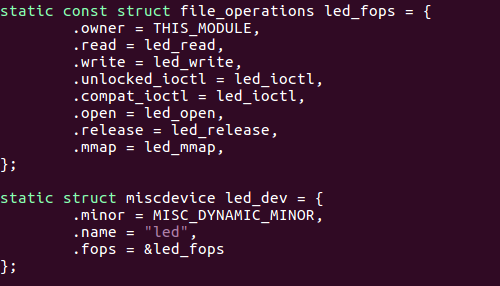 static const struct file_operations led_fops = {
        .owner = THIS_MODULE,
        .read = led_read,
        .write = led_write,
        .unlocked_ioctl = led_ioctl,
        .compat_ioctl = led_ioctl,
        .open = led_open,
        .release = led_release,
        .mmap = led_mmap,
};

static struct miscdevice led_dev = {
        .minor = MISC_DYNAMIC_MINOR,
        .name = "led",
        .fops = &led_fops
};